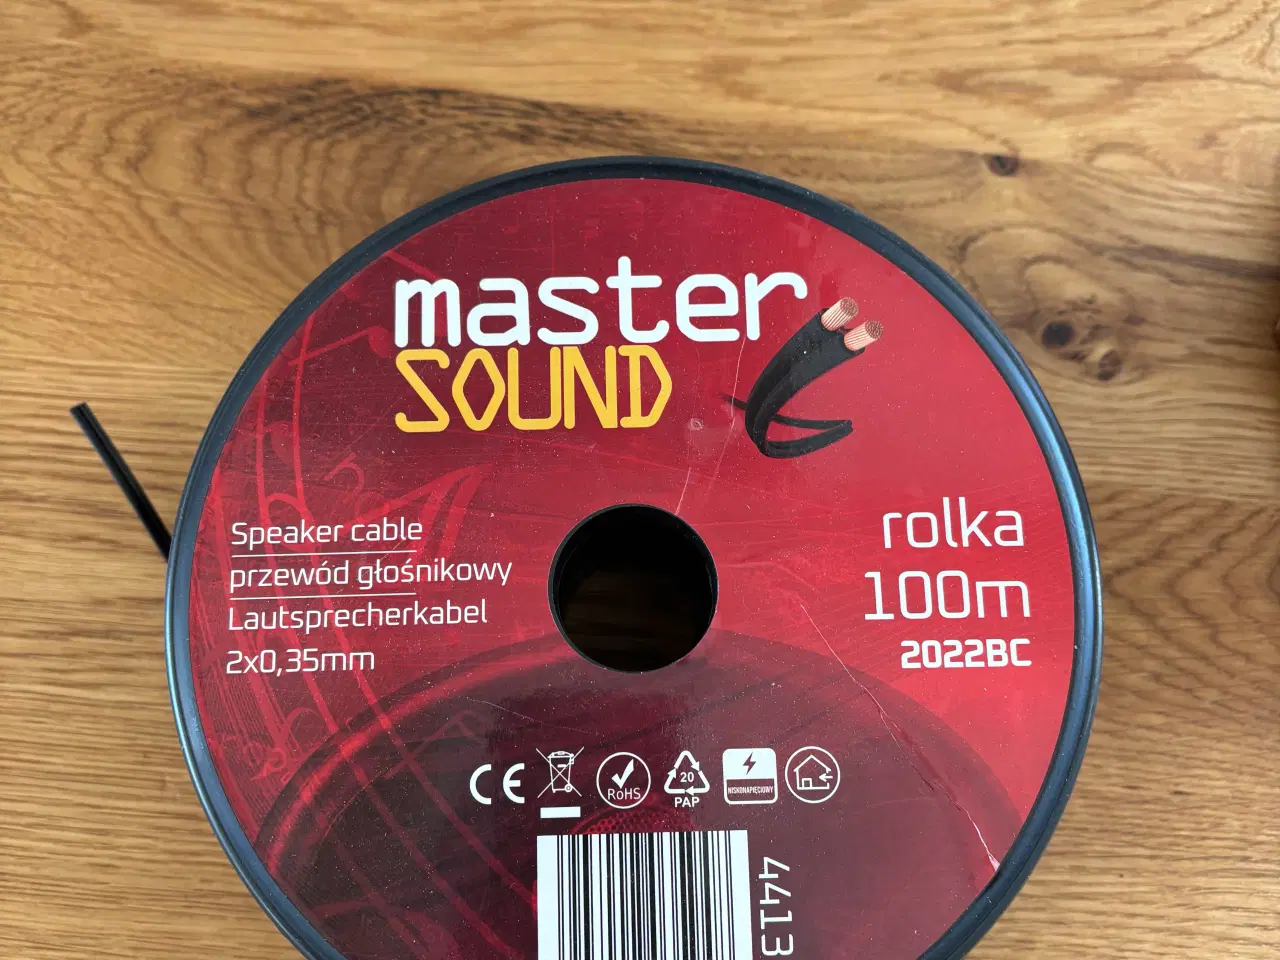 master
SOUND
Speaker cable
przewód głośnikowy
Lautsprecherkabel
2x0,35mm
rolka
100m
2022BC
CE
RoHS
20
PAP
NISKONAPIĘCIOWY
4413